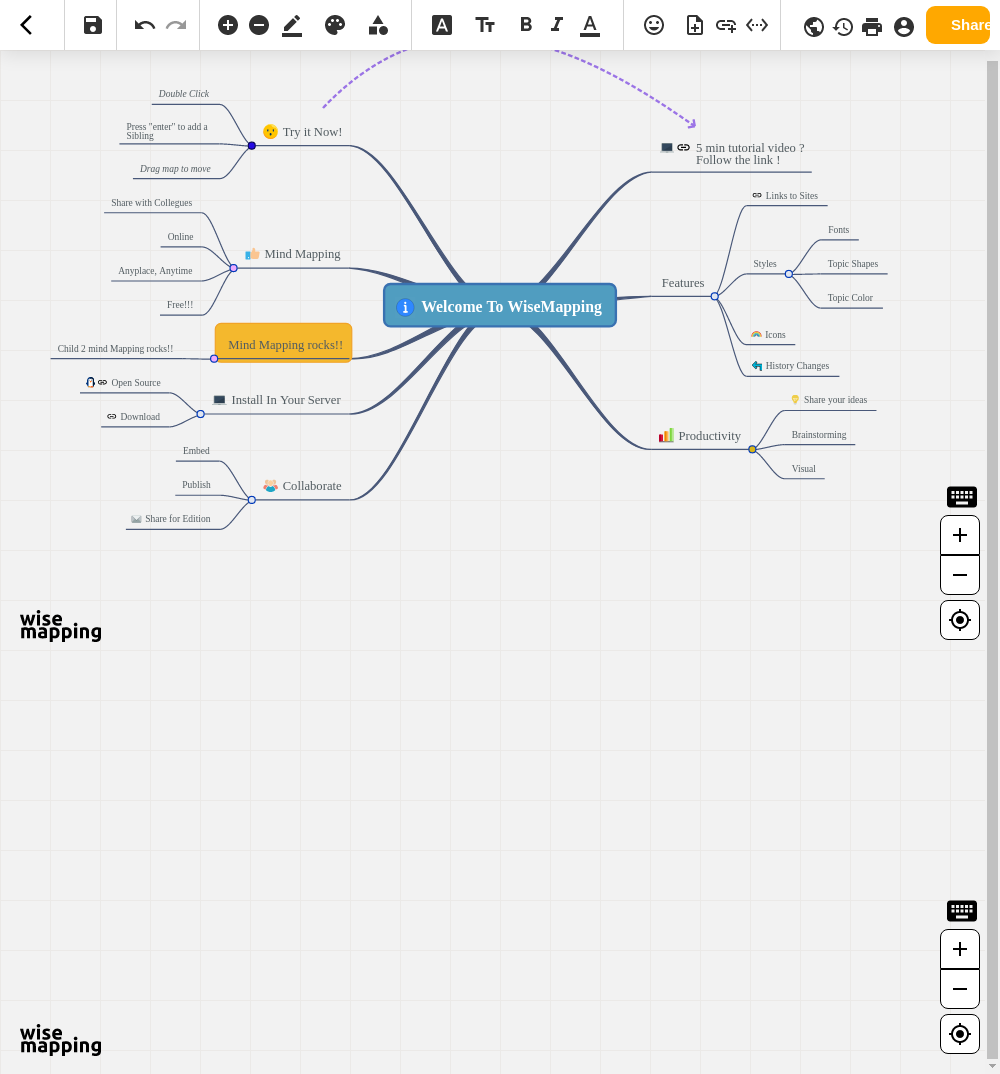 Share
Double Click
Press "enter" to add a
Sibling
Drag map to move
Try it Now!
Share with Collegues
Online
Anyplace, Anytime
Free!!!
Mind Mapping
Child 2 mind Mapping rocks!!
Mind Mapping rocks!!
Open Source
Download
Install In Your Server
Embed
Publish
Share for Edition
Collaborate
Welcome To WiseMapping
5 min tutorial video ?
Follow the link !
Features
Links to Sites
Styles
Fonts
Topic Shapes
Topic Color
Icons
History Changes
Productivity
Share your ideas
Brainstorming
Visual
wise
mapping
wise
mapping